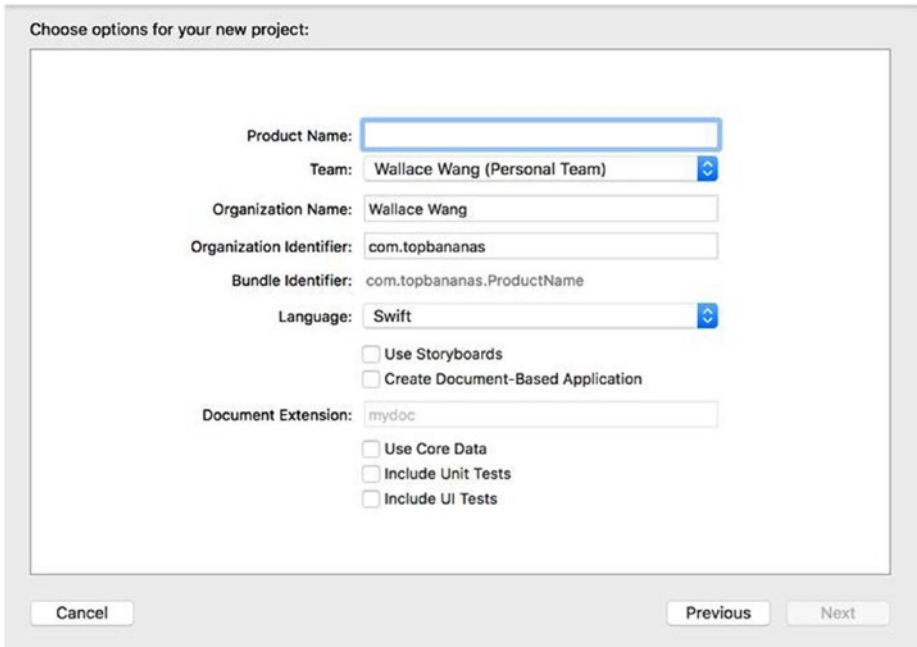 Choose options for your new project:
Product Name:
Team: Wallace Wang (Personal Team)
Organization Name: Wallace Wang
Organization Identifier: com.topbananas
Bundle Identifier: com.topbananas.ProductName
Language: Swift
Use Storyboards
Create Document-Based Application
Document Extension: mydoc
Use Core Data
Include Unit Tests
Include UI Tests
Cancel Previous Next